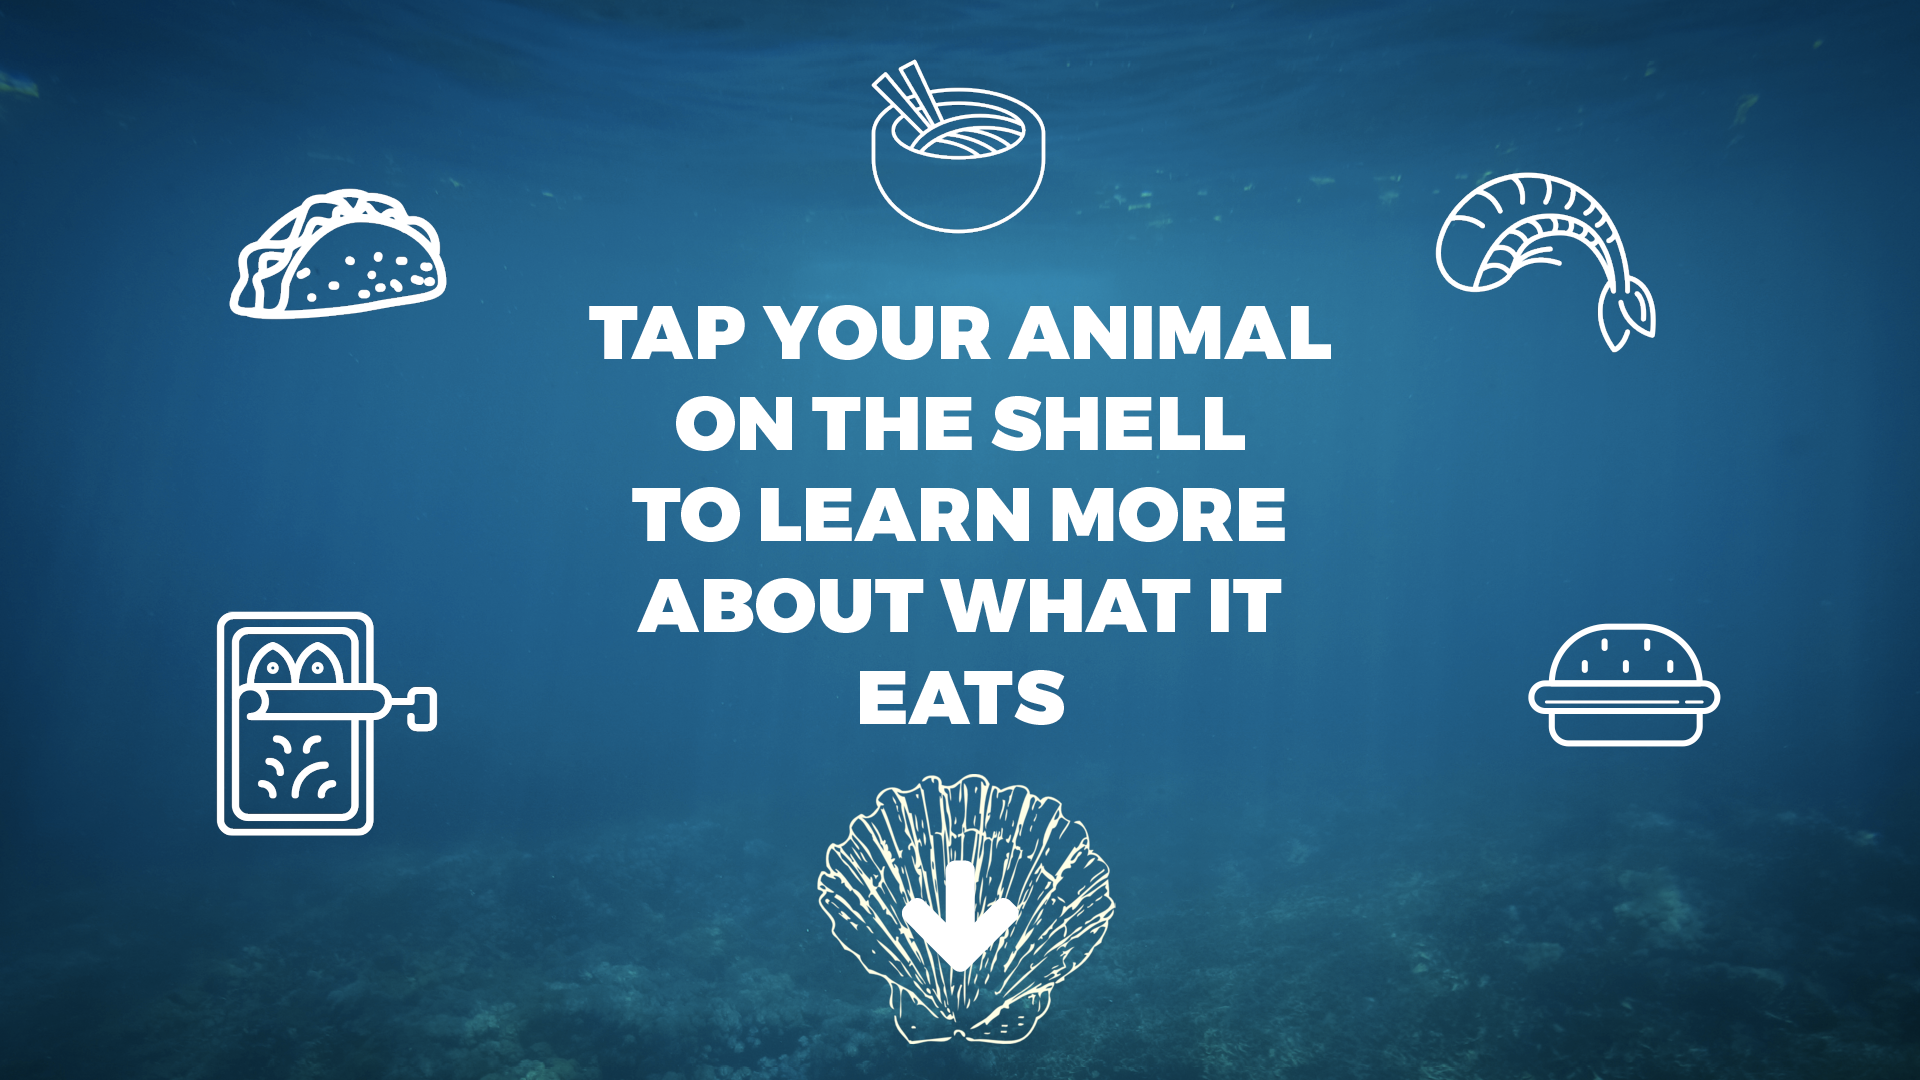 TAP YOUR ANIMAL
ON THE SHELL
TO LEARN MORE
ABOUT WHAT IT
EATS